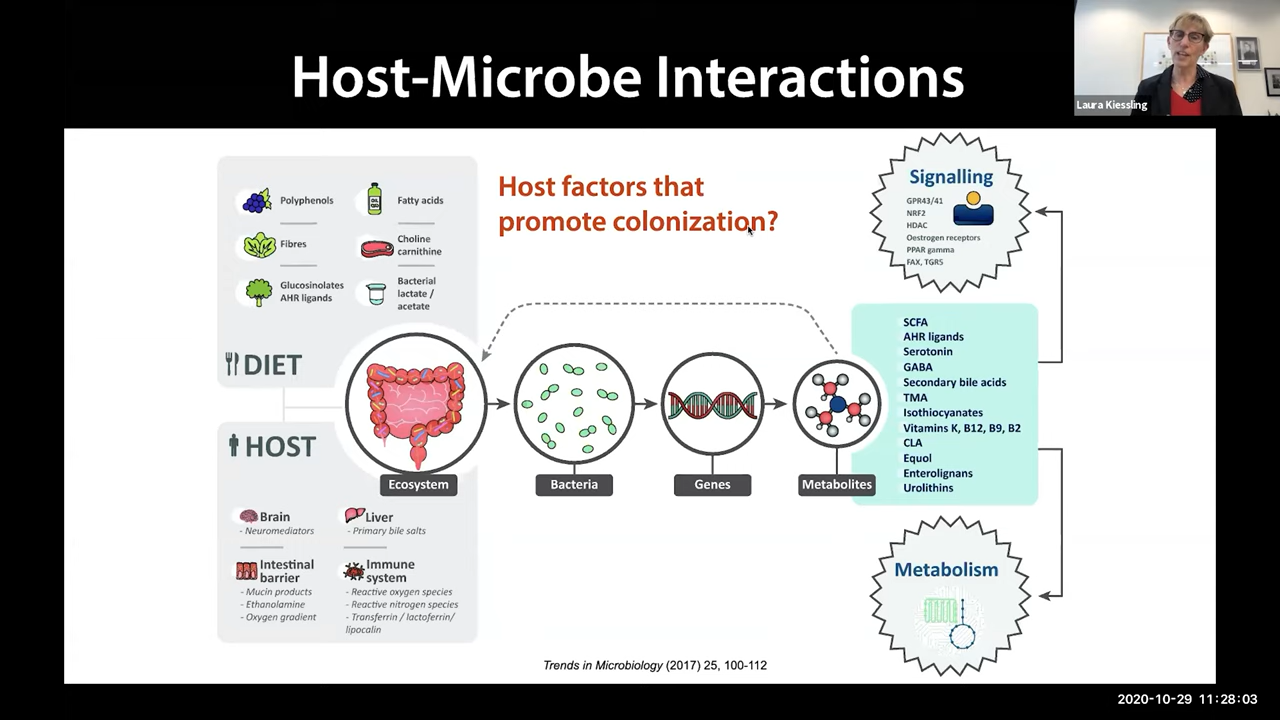 Host-Microbe Interactions
Laura Kiessling
Host factors that
promote colonization?
Polyphenols
Fatty acids
Fibres
Choline
carnithine
Glucosinolates
AHR ligands
Bacterial
lactate /
acetate
DIET
HOST
Brain
- Neuromediators
Liver
- Primary bile salts
Intestinal
barrier
- Mucin products
- Ethanolamine
- Oxygen gradient
Immune
system
- Reactive oxygen species
- Reactive nitrogen species
- Transferrin / lactoferrin/
lipocalin
Ecosystem
Bacteria
Genes
Metabolites
Signalling
GPR43/41
NRF2
HDAC
Oestrogen receptors
PPAR gamma
FAX, TGR5
SCFA
AHR ligands
Serotonin
GABA
Secondary bile acids
TMA
Isothiocyanates
Vitamins K, B12, B9, B2
CLA
Equol
Enterolignans
Urolithins
Metabolism
Trends in Microbiology (2017) 25, 100-112
2020-10-29 11:28:03